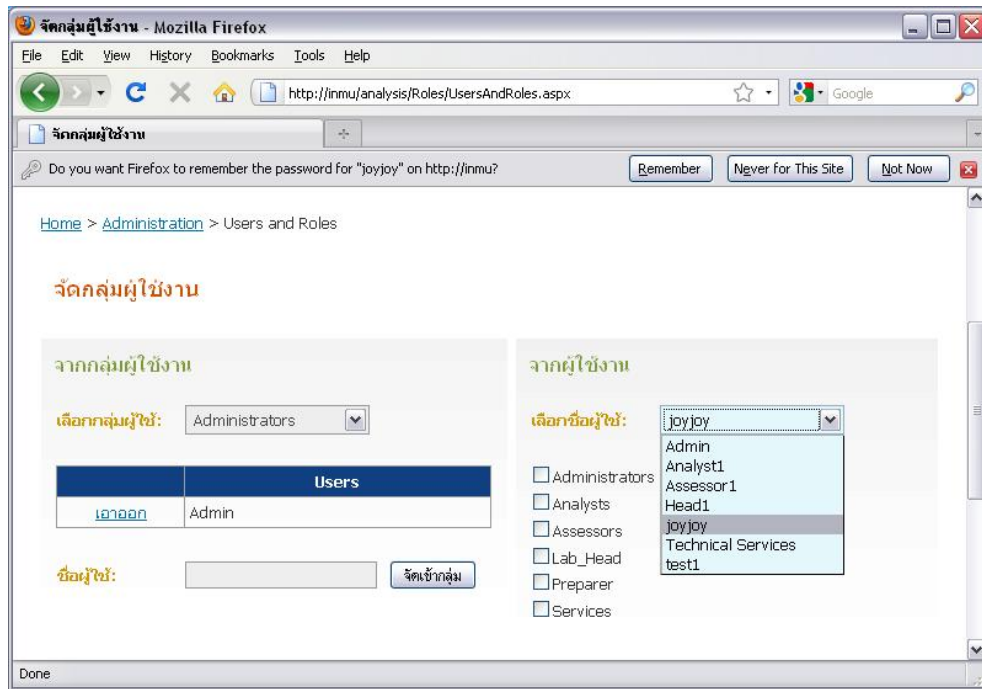 จัดกลุ่มผู้ใช้งาน - Mozilla Firefox
File Edit View History Bookmarks Tools Help
http://inmu/analysis/Roles/UsersAndRoles.aspx
Google
จัดกลุ่มผู้ใช้งาน
Do you want Firefox to remember the password for "joyjoy" on http://inmu?
Remember
Never for This Site
Not Now
Home > Administration > Users and Roles
จัดกลุ่มผู้ใช้งาน
จากกลุ่มผู้ใช้งาน
เลือกกลุ่มผู้ใช้:
Administrators
Users
เอาออก
Admin
ชื่อผู้ใช้:
จัดเข้ากลุ่ม
จากผู้ใช้งาน
เลือกชื่อผู้ใช้:
joyjoy
Admin
Analyst1
Assessor1
Head1
joyjoy
Technical Services
test1
Administrators
Analysts
Assessors
Lab_Head
Preparer
Services
Done